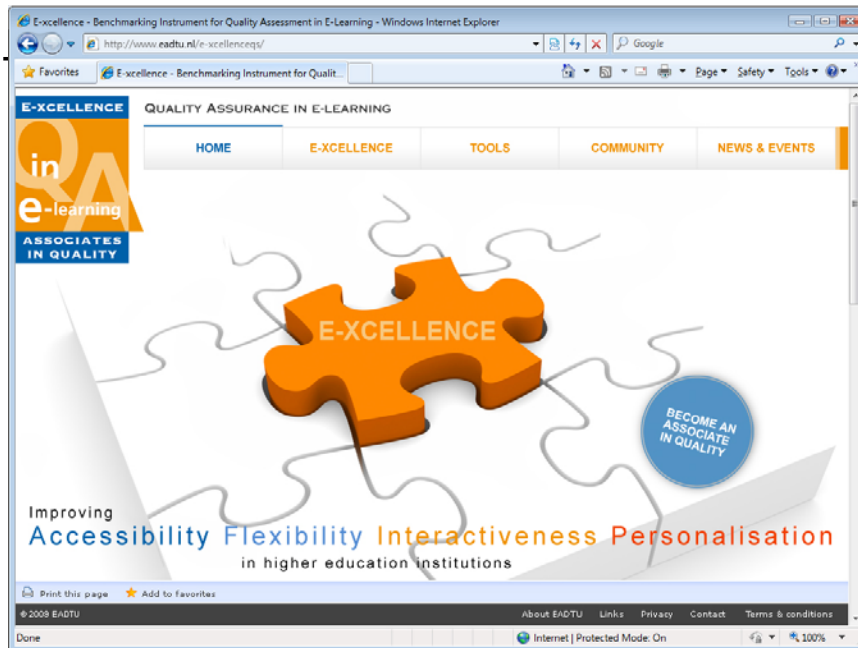 E-xcellence - Benchmarking Instrument for Quality Assessment in E-Learning - Windows Internet Explorer
http://www.eadtu.nl/e-xcellenceqs/
Google
Favorites
E-xcellence - Benchmarking Instrument for Qualit...
Page
Safety
Tools
E-XCELLENCE
QUALITY ASSURANCE IN E-LEARNING
HOME
E-XCELLENCE
TOOLS
COMMUNITY
NEWS & EVENTS
QA
in
e-learning
ASSOCIATES
IN QUALITY
E-XCELLENCE
BECOME AN
ASSOCIATE
IN QUALITY
Improving
Accessibility Flexibility Interactiveness Personalisation
in higher education institutions
Print this page
Add to favorites
© 2009 EADTU
About EADTU
Links
Privacy
Contact
Terms & conditions
Done
Internet | Protected Mode: On
100%